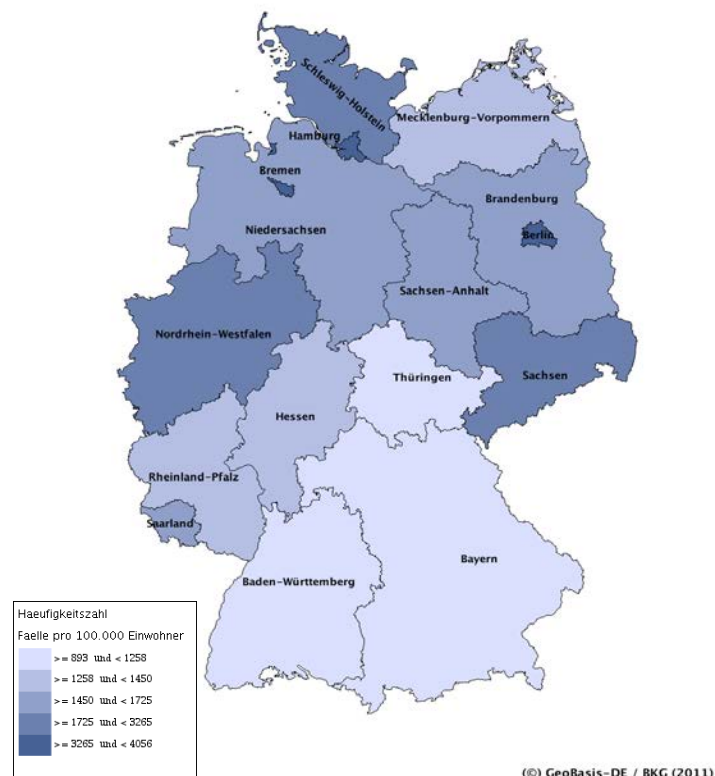 Schleswig-Holstein
Mecklenburg-Vorpommern
Hamburg
Bremen
Brandenburg
Niedersachsen
Berlin
Sachsen-Anhalt
Nordrhein-Westfalen
Thüringen
Sachsen
Hessen
Rheinland-Pfalz
Saarland
Bayern
Baden-Württemberg
Haeufigkeitszahl
Faelle pro 100.000 Einwohner
>= 893 und < 1258
>= 1258 und < 1450
>= 1450 und < 1725
>= 1725 und < 3265
>= 3265 und < 4056
(©) GeoBasis-DE / BKG (2011)